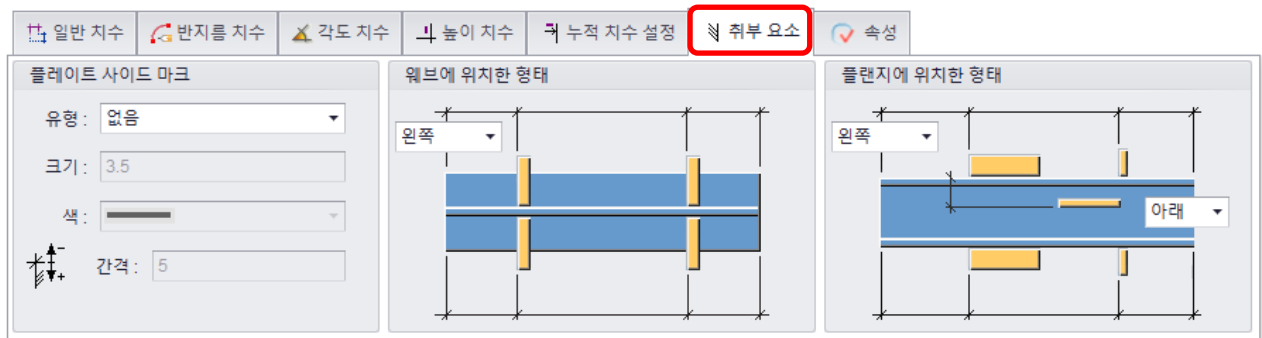 일반 치수 반지름 치수 각도 치수 높이 치수 누적 치수 설정 취부 요소 속성
플레이트 사이드 마크
유형 : 없음
크기 : 3.5
색 :
- +
간격 : 5
웨브에 위치한 형태
왼쪽
플랜지에 위치한 형태
왼쪽
아래